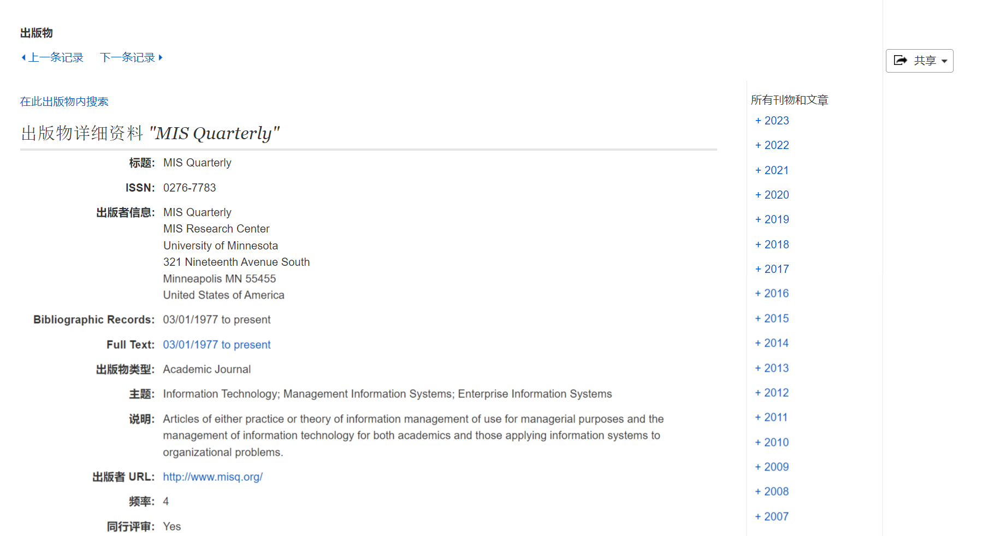 出版物
上一条记录 下一条记录
共享
在此出版物内搜索
出版物详细资料 "MIS Quarterly"
标题: MIS Quarterly
ISSN: 0276-7783
出版者信息: MIS Quarterly
MIS Research Center
University of Minnesota
321 Nineteenth Avenue South
Minneapolis MN 55455
United States of America
Bibliographic Records: 03/01/1977 to present
Full Text: 03/01/1977 to present
出版物类型: Academic Journal
主题: Information Technology; Management Information Systems; Enterprise Information Systems
说明: Articles of either practice or theory of information management of use for managerial purposes and the
management of information technology for both academics and those applying information systems to
organizational problems.
出版者 URL: http://www.misq.org/
频率: 4
同行评审: Yes
所有刊物和文章
+ 2023
+ 2022
+ 2021
+ 2020
+ 2019
+ 2018
+ 2017
+ 2016
+ 2015
+ 2014
+ 2013
+ 2012
+ 2011
+ 2010
+ 2009
+ 2008
+ 2007